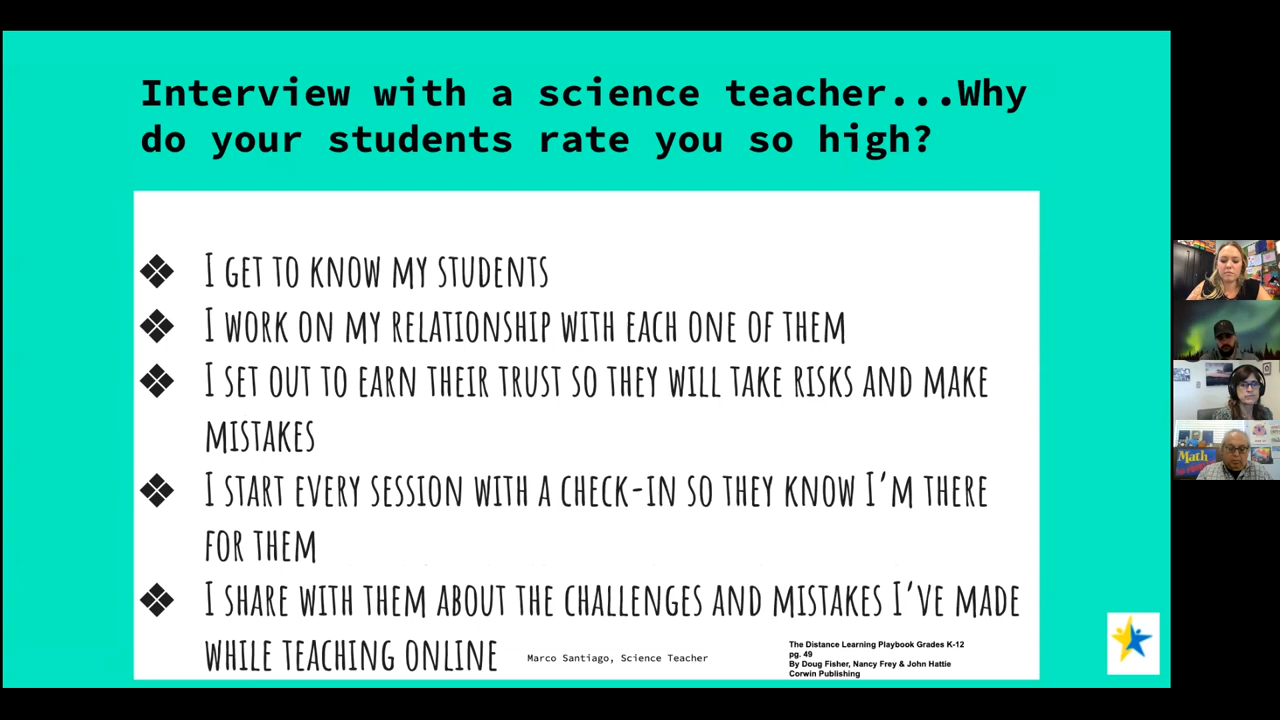 Interview with a science teacher...Why
do your students rate you so high?
❖ I GET TO KNOW MY STUDENTS
❖ I WORK ON MY RELATIONSHIP WITH EACH ONE OF THEM
❖ I SET OUT TO EARN THEIR TRUST SO THEY WILL TAKE RISKS AND MAKE
MISTAKES
❖ I START EVERY SESSION WITH A CHECK-IN SO THEY KNOW I'M THERE
FOR THEM
❖ I SHARE WITH THEM ABOUT THE CHALLENGES AND MISTAKES I'VE MADE
WHILE TEACHING ONLINE
Marco Santiago, Science Teacher
The Distance Learning Playbook Grades K-12
pg. 49
By Doug Fisher, Nancy Frey & John Hattie
Corwin Publishing
Math